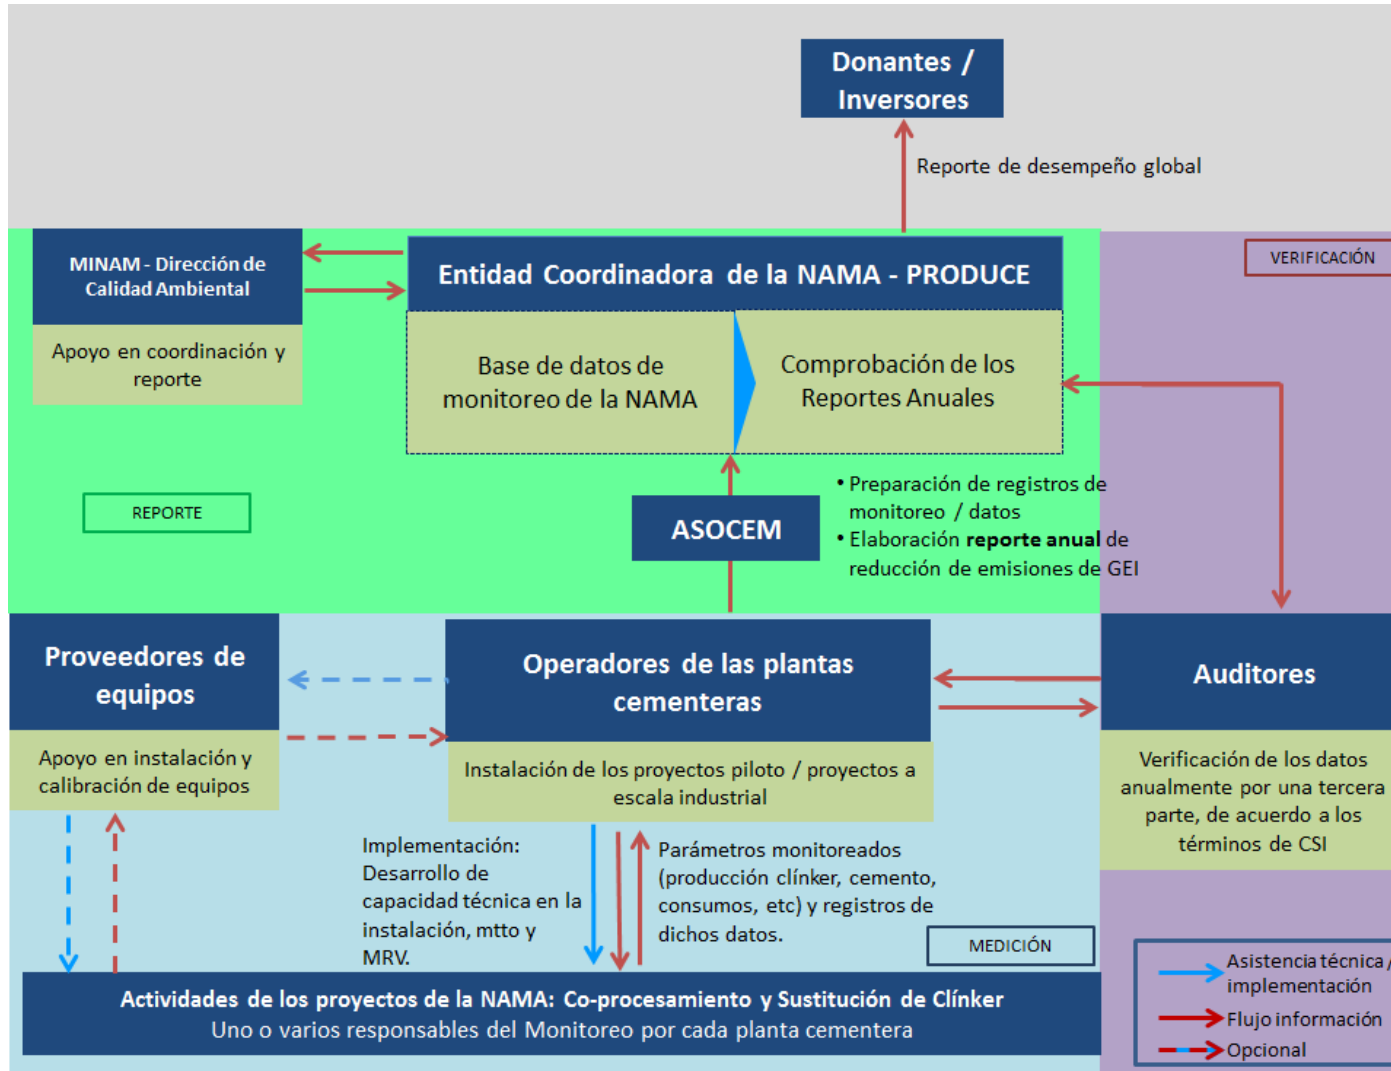 Donantes /
Inversores
Reporte de desempeño global
MINAM - Dirección de
Calidad Ambiental
Apoyo en coordinación y
reporte
Entidad Coordinadora de la NAMA - PRODUCE
Base de datos de
monitoreo de la NAMA
Comprobación de los
Reportes Anuales
VERIFICACIÓN
REPORTE
ASOCEM
• Preparación de registros de
monitoreo / datos
• Elaboración reporte anual de
reducción de emisiones de GEI
Proveedores de
equipos
Apoyo en instalación y
calibración de equipos
Operadores de las plantas
cementeras
Instalación de los proyectos piloto / proyectos a
escala industrial
Auditores
Verificación de los datos
anualmente por una tercera
parte, de acuerdo a los
términos de CSI
Implementación:
Desarrollo de
capacidad técnica en la
instalación, mtto y
MRV.
Parámetros monitoreados
(producción clínker, cemento,
consumos, etc) y registros de
dichos datos.
MEDICIÓN
Actividades de los proyectos de la NAMA: Co-procesamiento y Sustitución de Clínker
Uno o varios responsables del Monitoreo por cada planta cementera
Asistencia técnica /
implementación
Flujo información
Opcional